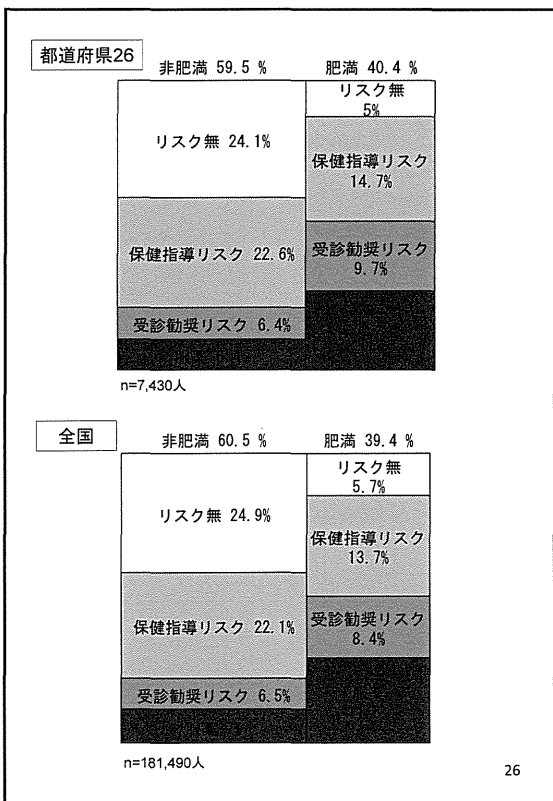 都道府県26
非肥満 59.5 %
肥満 40.4 %
リスク無 24.1%
保健指導リスク 22.6%
受診勧奨リスク 6.4%
リスク無
5%
保健指導リスク
14.7%
受診勧奨リスク
9.7%
n=7,430人
全国
非肥満 60.5 %
肥満 39.4 %
リスク無 24.9%
保健指導リスク 22.1%
受診勧奨リスク 6.5%
リスク無
5.7%
保健指導リスク
13.7%
受診勧奨リスク
8.4%
n=181,490人
26